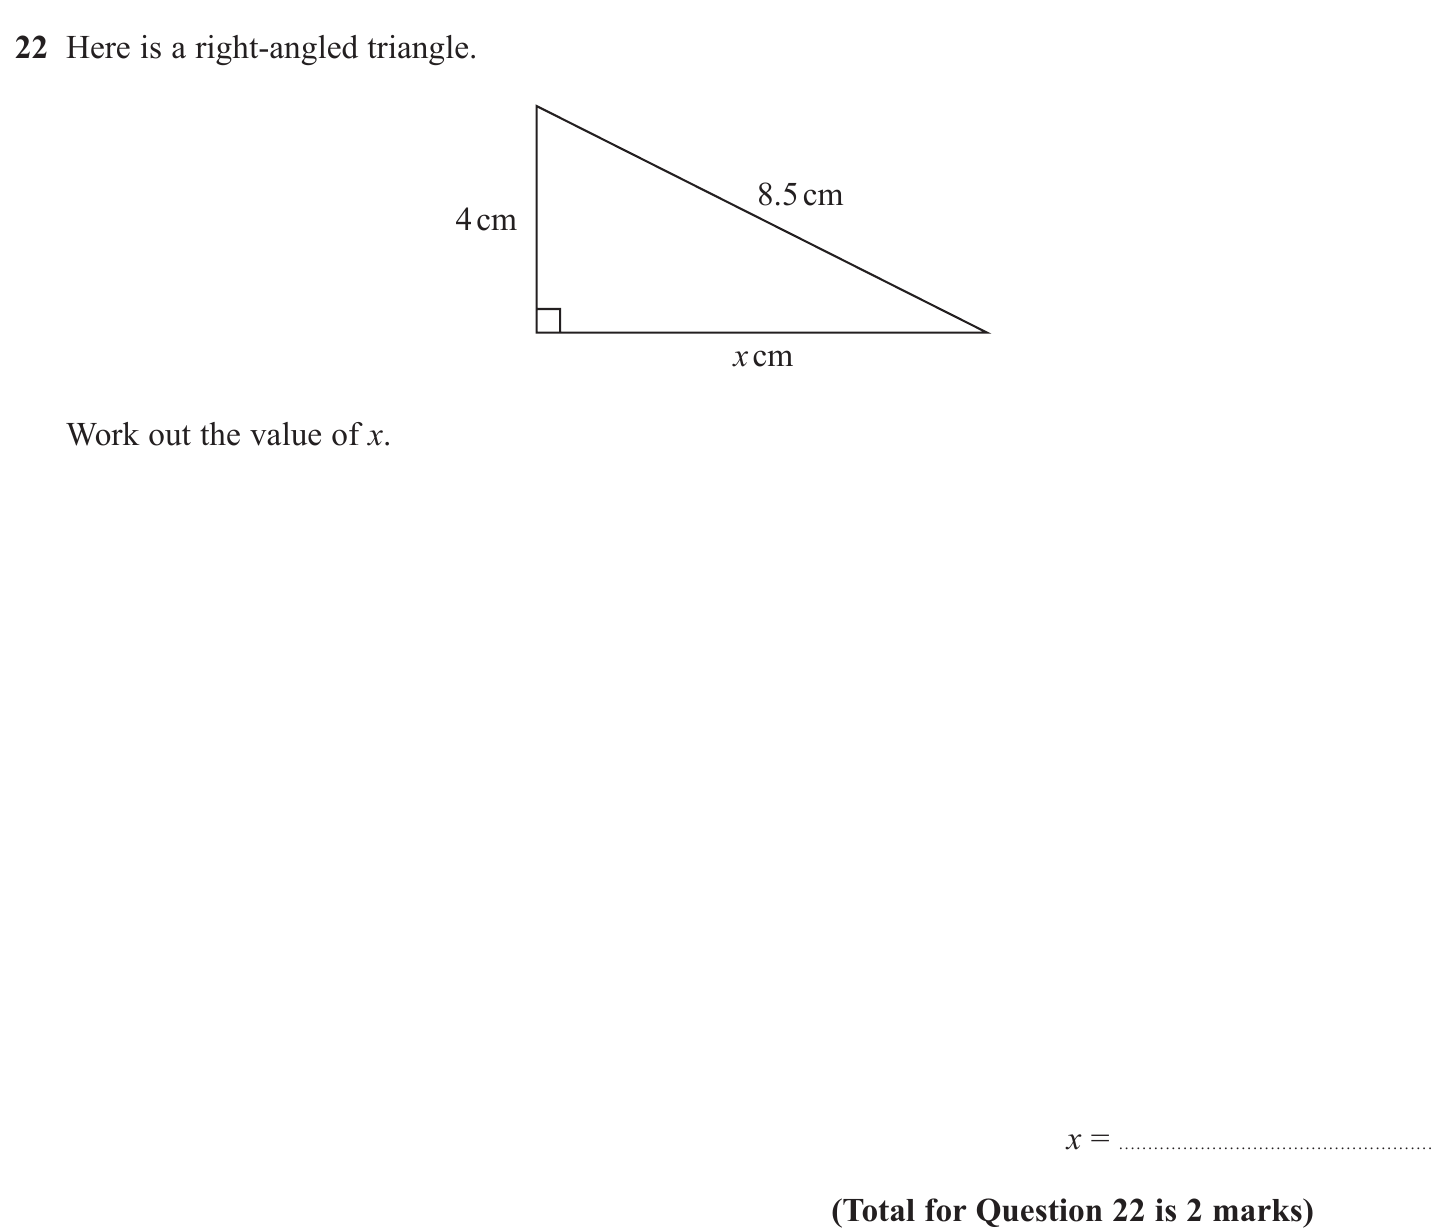 22 Here is a right-angled triangle.
8.5 cm
4 cm
x cm
Work out the value of x.
x = ......................................................
(Total for Question 22 is 2 marks)